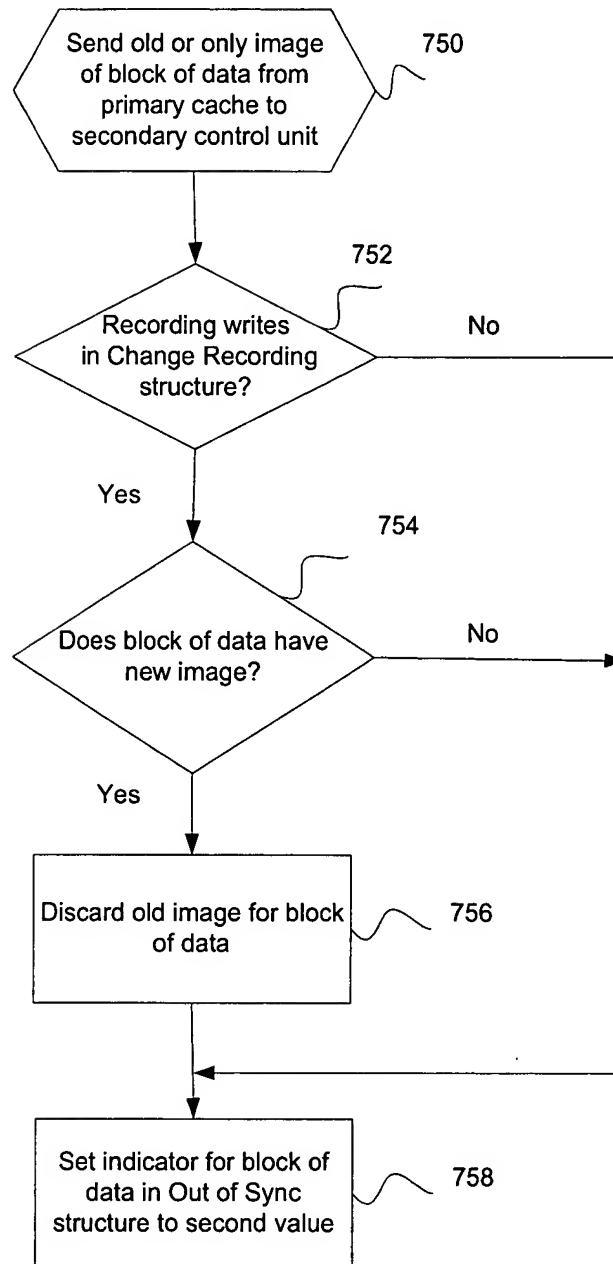 Send old or only image
of block of data from
primary cache to
secondary control unit
750
752
Recording writes
in Change Recording
structure?
No
Yes
754
Does block of data have
new image?
No
Yes
Discard old image for block
of data
756
Set indicator for block of
data in Out of Sync
structure to second value
758